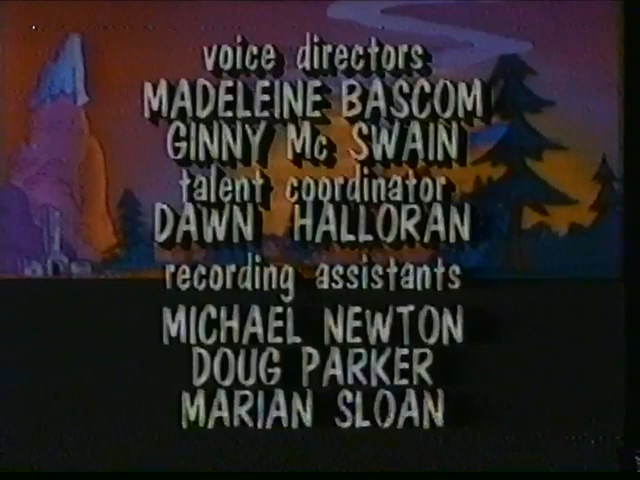 voice directors
MADELEINE BASCOM
GINNY Mc SWAIN
talent coordinator
DAWN HALLORAN
recording assistants
MICHAEL NEWTON
DOUG PARKER
MARIAN SLOAN